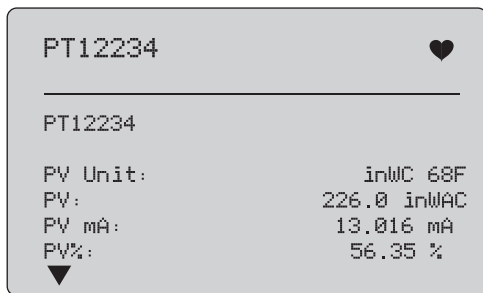 PT12234
PT12234
PV Unit: inWC 68F
PV: 226.0 inWAC
PV mA: 13.016 mA
PV%: 56.35 %